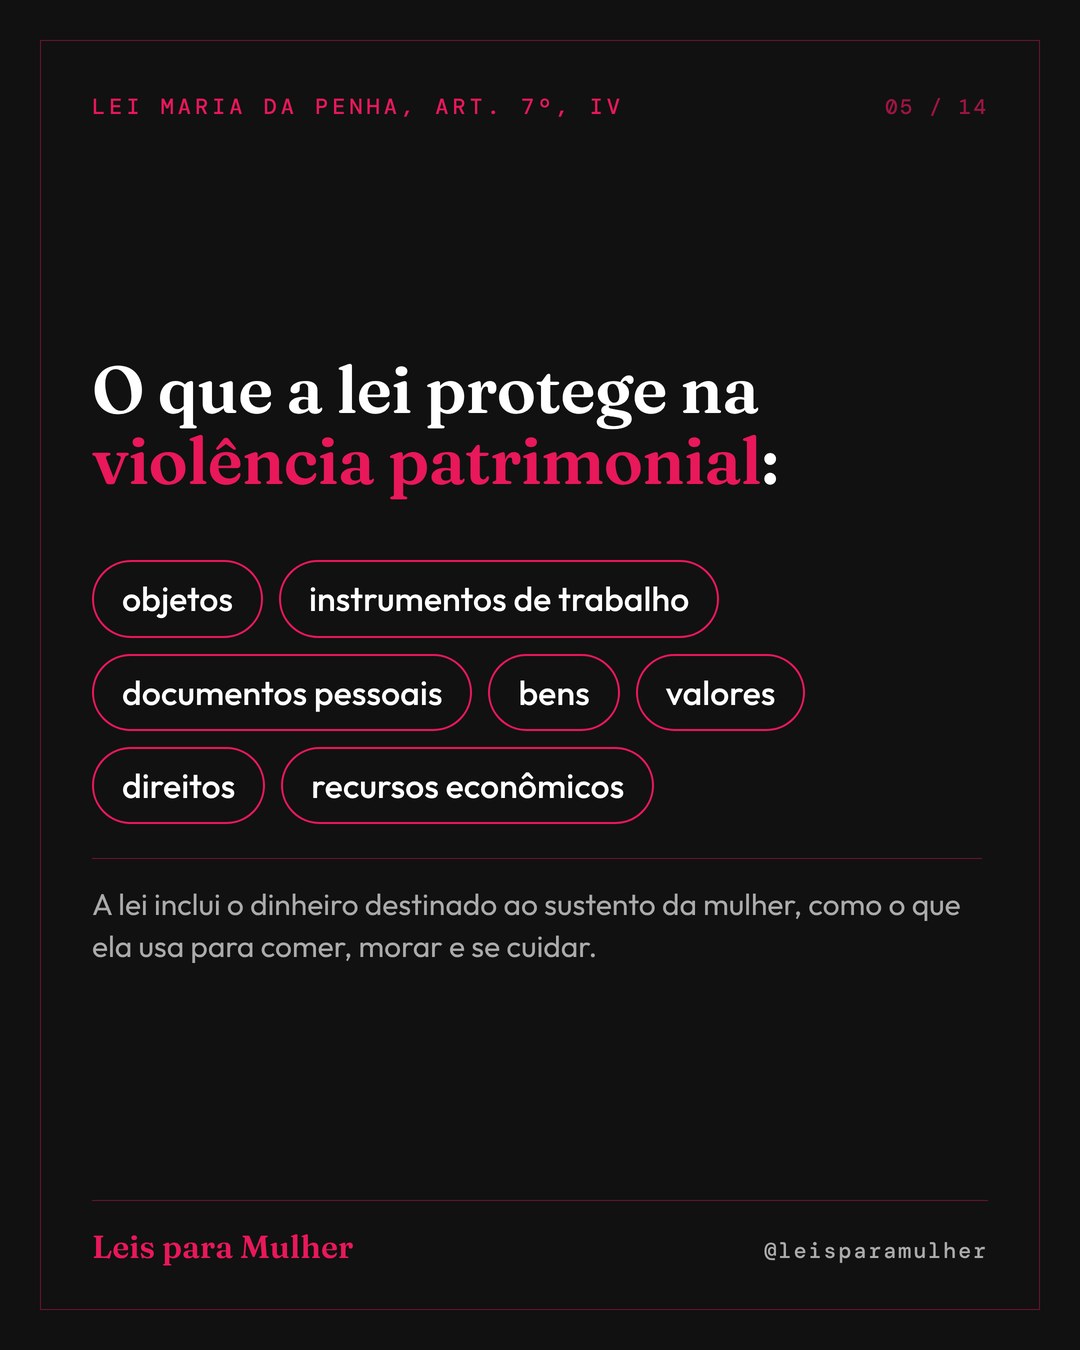 LEI MARIA DA PENHA, ART. 7º, IV
05 / 14
O que a lei protege na
violência patrimonial:
objetos
instrumentos de trabalho
documentos pessoais
bens
valores
direitos
recursos econômicos
A lei inclui o dinheiro destinado ao sustento da mulher, como o que
ela usa para comer, morar e se cuidar.
Leis para Mulher
@leisparamulher